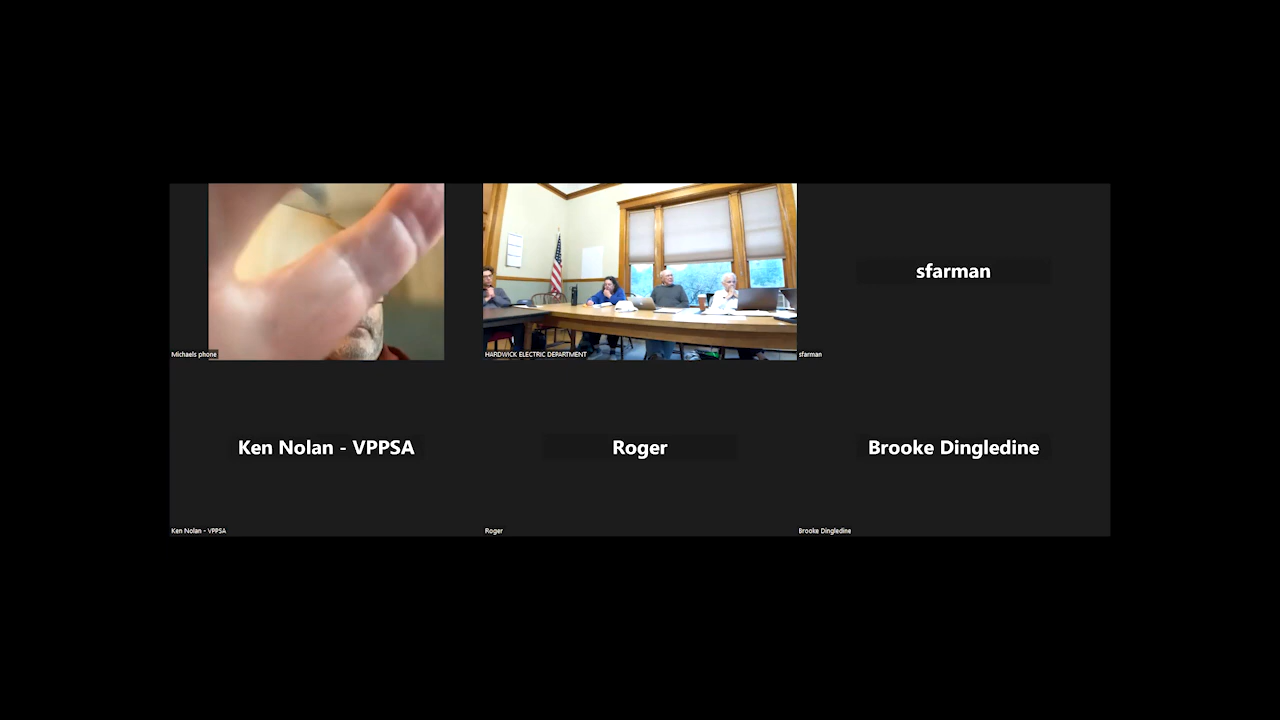 sfarman
Michaels phone
HARDWICK ELECTRIC DEPARTMENT
sfarman
Ken Nolan - VPPSA
Roger
Brooke Dingledine
Ken Nolan - VPPSA
Roger
Brooke Dingledine